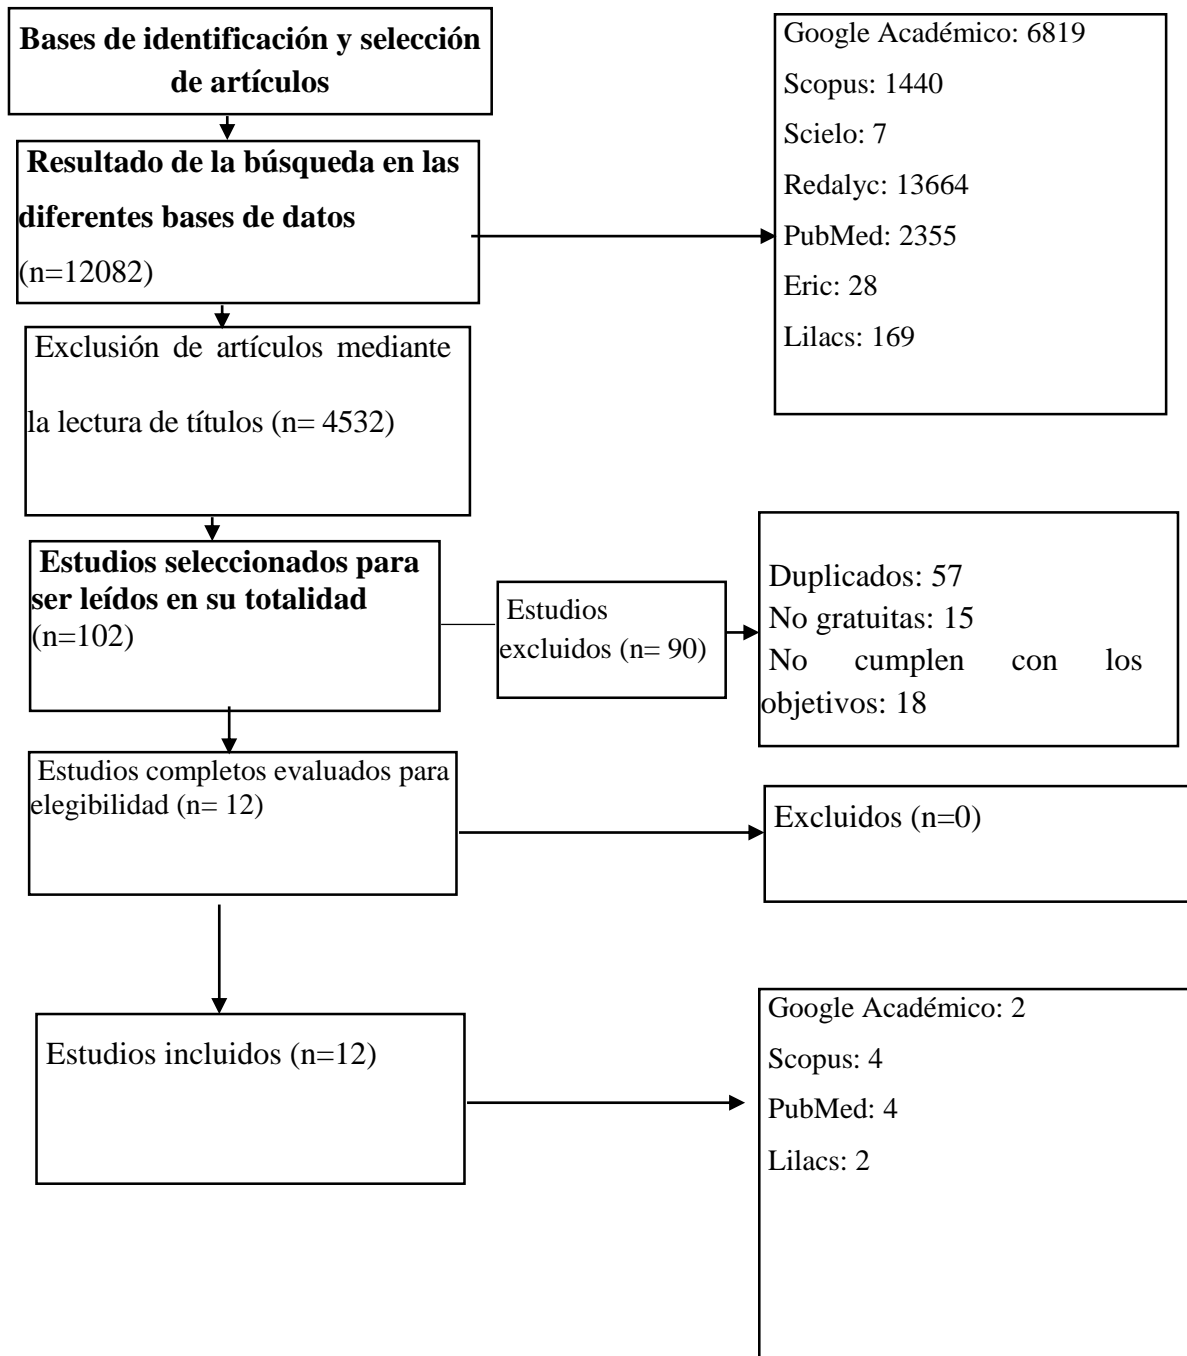 Bases de identificación y selección
de artículos
Resultado de la búsqueda en las
diferentes bases de datos
(n=12082)
Google Académico: 6819
Scopus: 1440
Scielo: 7
Redalyc: 13664
PubMed: 2355
Eric: 28
Lilacs: 169
Exclusión de artículos mediante
la lectura de títulos (n= 4532)
Estudios seleccionados para
ser leídos en su totalidad
(n=102)
Estudios
excluidos (n= 90)
Duplicados: 57
No gratuitas: 15
No cumplen con los
objetivos: 18
Estudios completos evaluados para
elegibilidad (n= 12)
Excluidos (n=0)
Estudios incluidos (n=12)
Google Académico: 2
Scopus: 4
PubMed: 4
Lilacs: 2